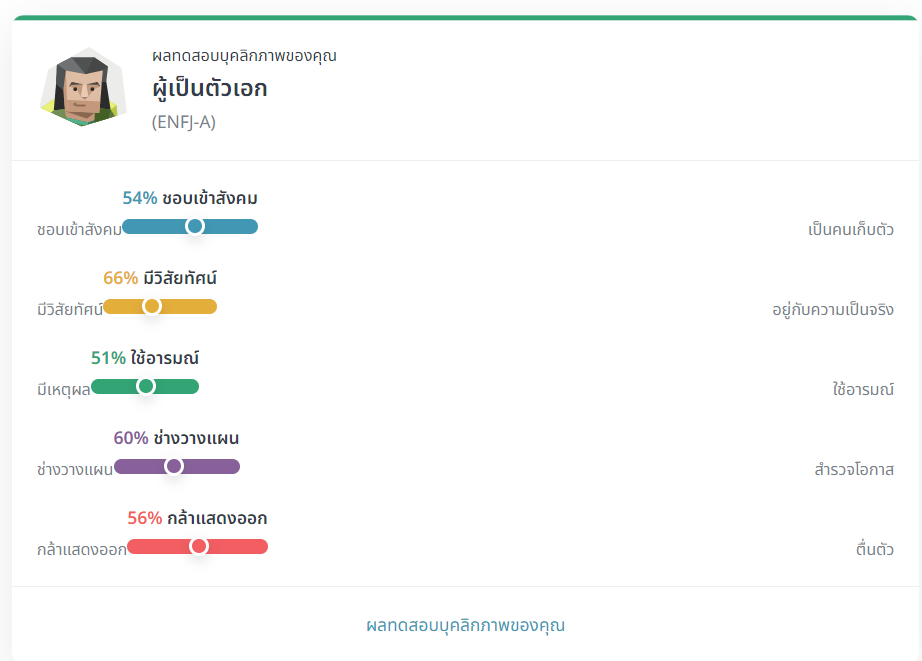 ผลทดสอบบุคลิกภาพของคุณ
ผู้เป็นตัวเอก
(ENFJ-A)
54% ชอบเข้าสังคม
ชอบเข้าสังคม เป็นคนเก็บตัว
66% มีวิสัยทัศน์
มีวิสัยทัศน์ อยู่กับความเป็นจริง
51% ใช้อารมณ์
มีเหตุผล ใช้อารมณ์
60% ช่างวางแผน
ช่างวางแผน สำรวจโอกาส
56% กล้าแสดงออก
กล้าแสดงออก ตื่นตัว
ผลทดสอบบุคลิกภาพของคุณ